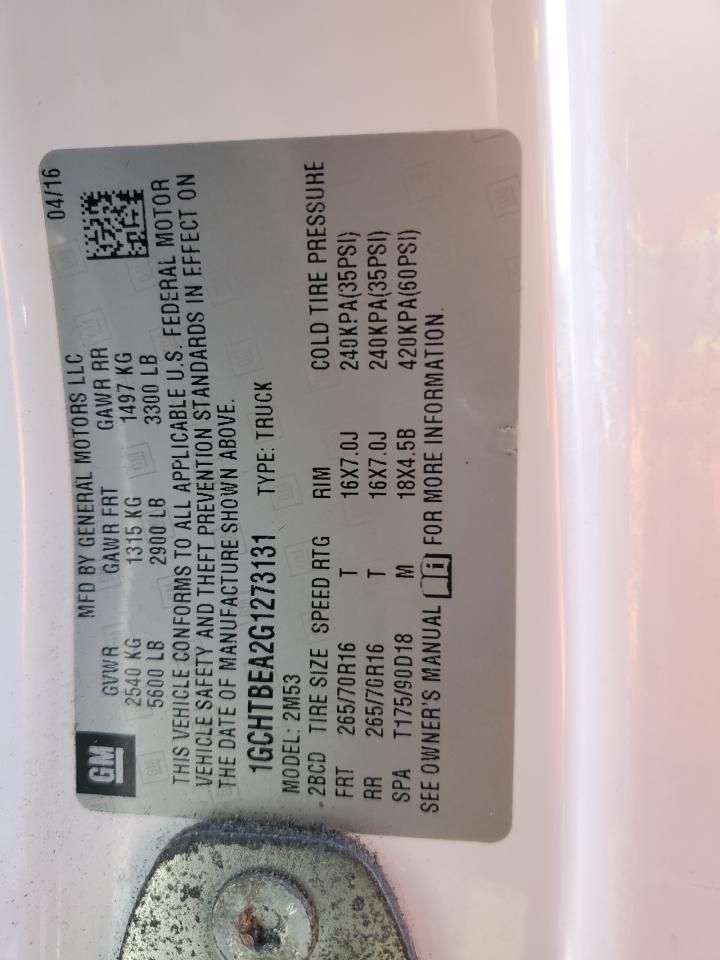 GM
MFD BY GENERAL MOTORS LLC 04/16
GVWR GAWR FRT GAWR RR
2540 KG 1315 KG 1497 KG
5600 LB 2900 LB 3300 LB
THIS VEHICLE CONFORMS TO ALL APPLICABLE U.S. FEDERAL MOTOR
VEHICLE SAFETY AND THEFT PREVENTION STANDARDS IN EFFECT ON
THE DATE OF MANUFACTURE SHOWN ABOVE.
1GCHTBEA2G1273131 TYPE: TRUCK
MODEL: 2M53
2BCD TIRE SIZE SPEED RTG RIM COLD TIRE PRESSURE
FRT 265/70R16 T 16X7.0J 240KPA(35PSI)
RR 265/70R16 T 16X7.0J 240KPA(35PSI)
SPA T175/90D18 M 18X4.5B 420KPA(60PSI)
SEE OWNER'S MANUAL FOR MORE INFORMATION.